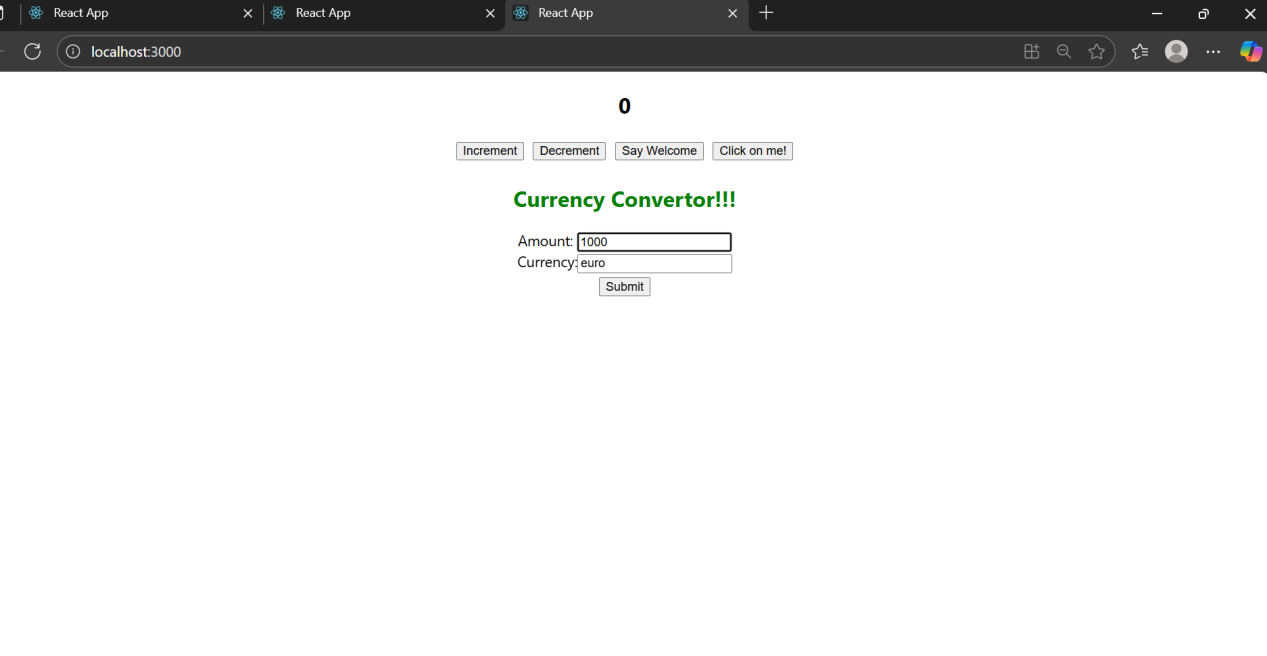 React App React App React App
localhost:3000
0
Increment Decrement Say Welcome Click on me!
Currency Convertor!!!
Amount: 1000
Currency: euro
Submit